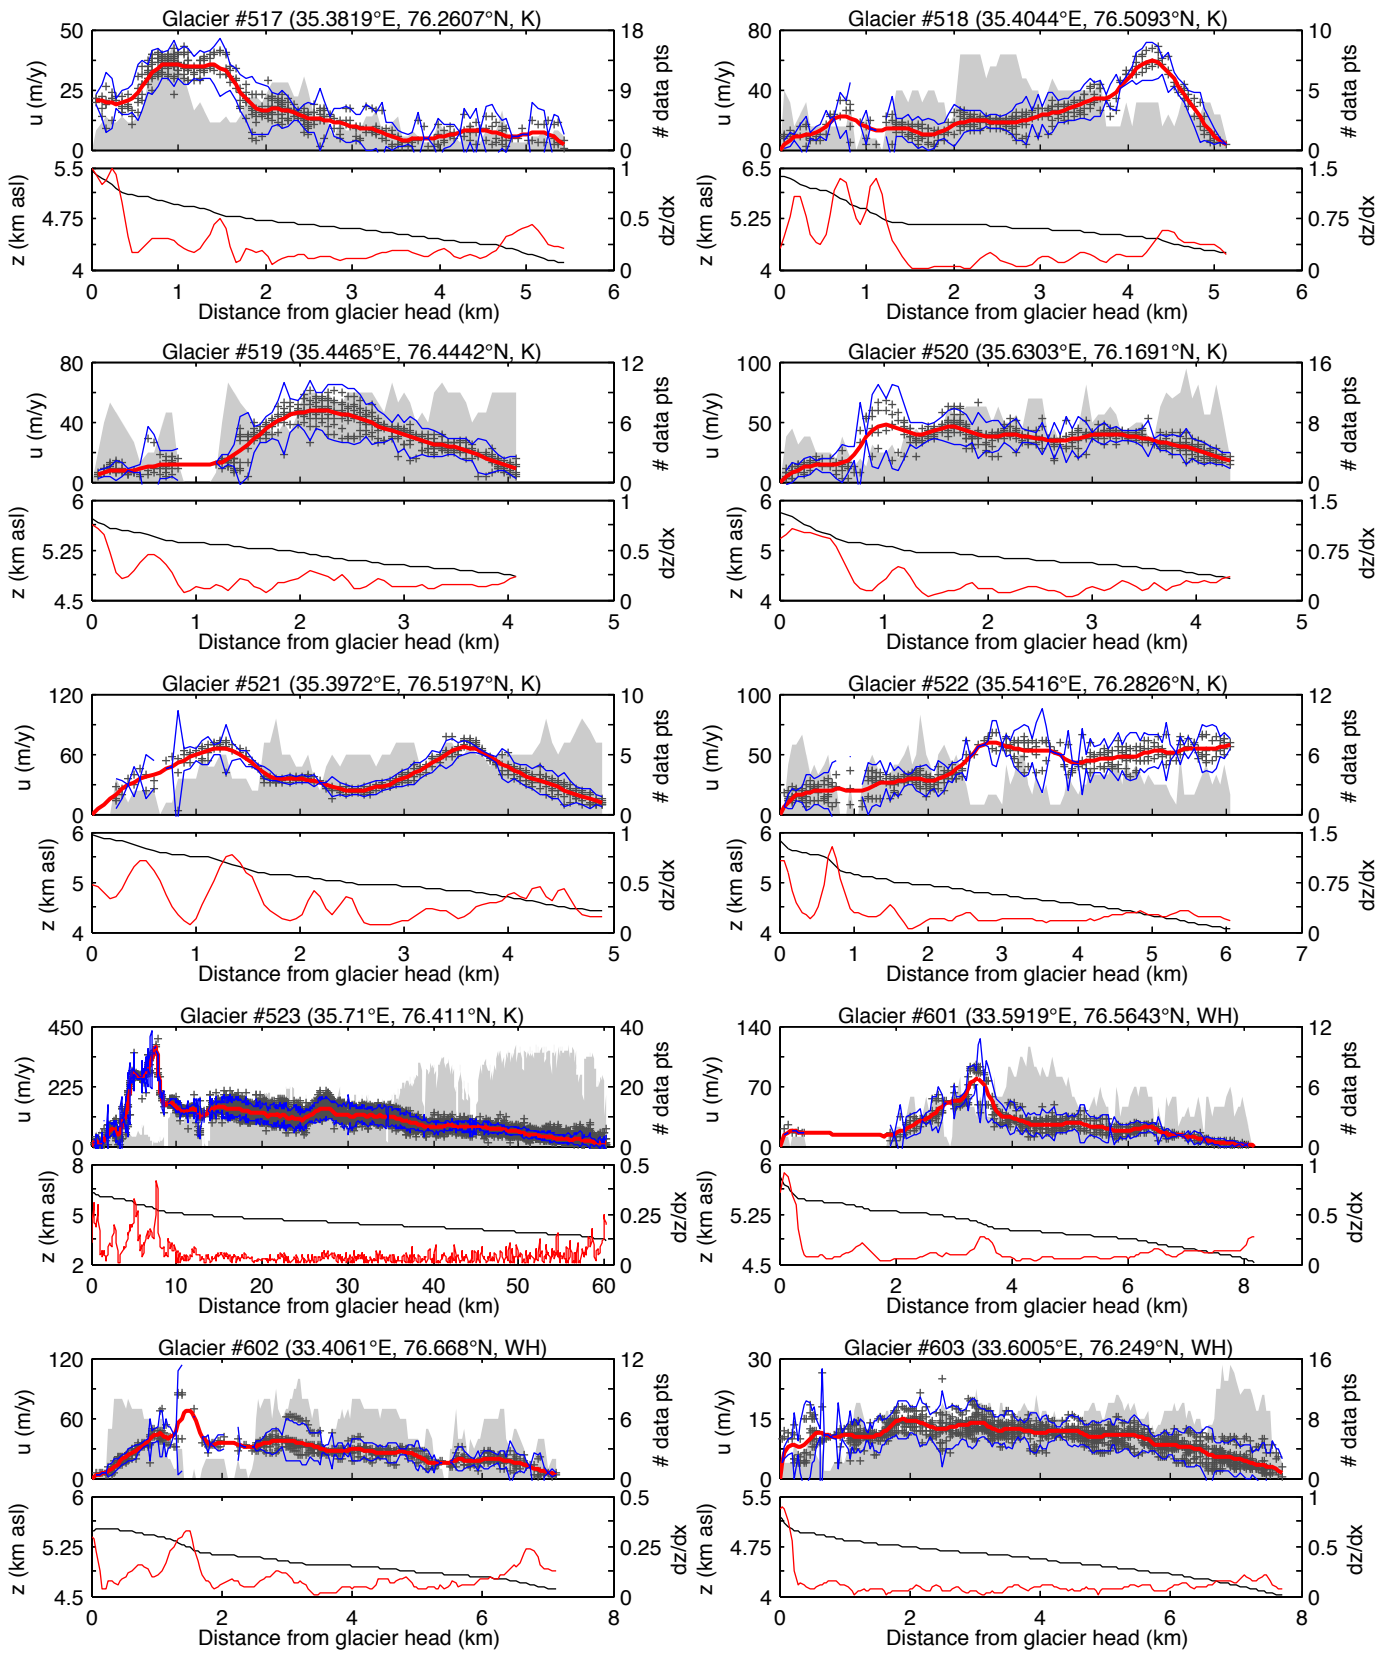 Glacier #517 (35.3819°E, 76.2607°N, K)
50 25 0
u (m/y)
18 9 0
# data pts
5.5 4.75 4
z (km asl)
1 0.5 0
dz/dx
0 1 2 3 4 5 6
Distance from glacier head (km)
Glacier #518 (35.4044°E, 76.5093°N, K)
80 40 0
u (m/y)
10 5 0
# data pts
6.5 5.25 4
z (km asl)
1.5 0.75 0
dz/dx
0 1 2 3 4 5 6
Distance from glacier head (km)
Glacier #519 (35.4465°E, 76.4442°N, K)
80 40 0
u (m/y)
12 6 0
# data pts
6 5.25 4.5
z (km asl)
1 0.5 0
dz/dx
0 1 2 3 4 5
Distance from glacier head (km)
Glacier #520 (35.6303°E, 76.1691°N, K)
100 50 0
u (m/y)
16 8 0
# data pts
6 5 4
z (km asl)
1.5 0.75 0
dz/dx
0 1 2 3 4 5
Distance from glacier head (km)
Glacier #521 (35.3972°E, 76.5197°N, K)
120 60 0
u (m/y)
10 5 0
# data pts
6 5 4
z (km asl)
1 0.5 0
dz/dx
0 1 2 3 4 5
Distance from glacier head (km)
Glacier #522 (35.5416°E, 76.2826°N, K)
100 50 0
u (m/y)
12 6 0
# data pts
6 5 4
z (km asl)
1.5 0.75 0
dz/dx
0 1 2 3 4 5 6 7
Distance from glacier head (km)
Glacier #523 (35.71°E, 76.411°N, K)
450 225 0
u (m/y)
40 20 0
# data pts
8 5 2
z (km asl)
0.5 0.25 0
dz/dx
0 10 20 30 40 50 60
Distance from glacier head (km)
Glacier #601 (33.5919°E, 76.5643°N, WH)
140 70 0
u (m/y)
12 6 0
# data pts
6 5.25 4.5
z (km asl)
1 0.5 0
dz/dx
0 2 4 6 8
Distance from glacier head (km)
Glacier #602 (33.4061°E, 76.668°N, WH)
120 60 0
u (m/y)
12 6 0
# data pts
6 5.25 4.5
z (km asl)
0.5 0.25 0
dz/dx
0 2 4 6 8
Distance from glacier head (km)
Glacier #603 (33.6005°E, 76.249°N, WH)
30 15 0
u (m/y)
16 8 0
# data pts
5.5 4.75 4
z (km asl)
1 0.5 0
dz/dx
0 2 4 6 8
Distance from glacier head (km)